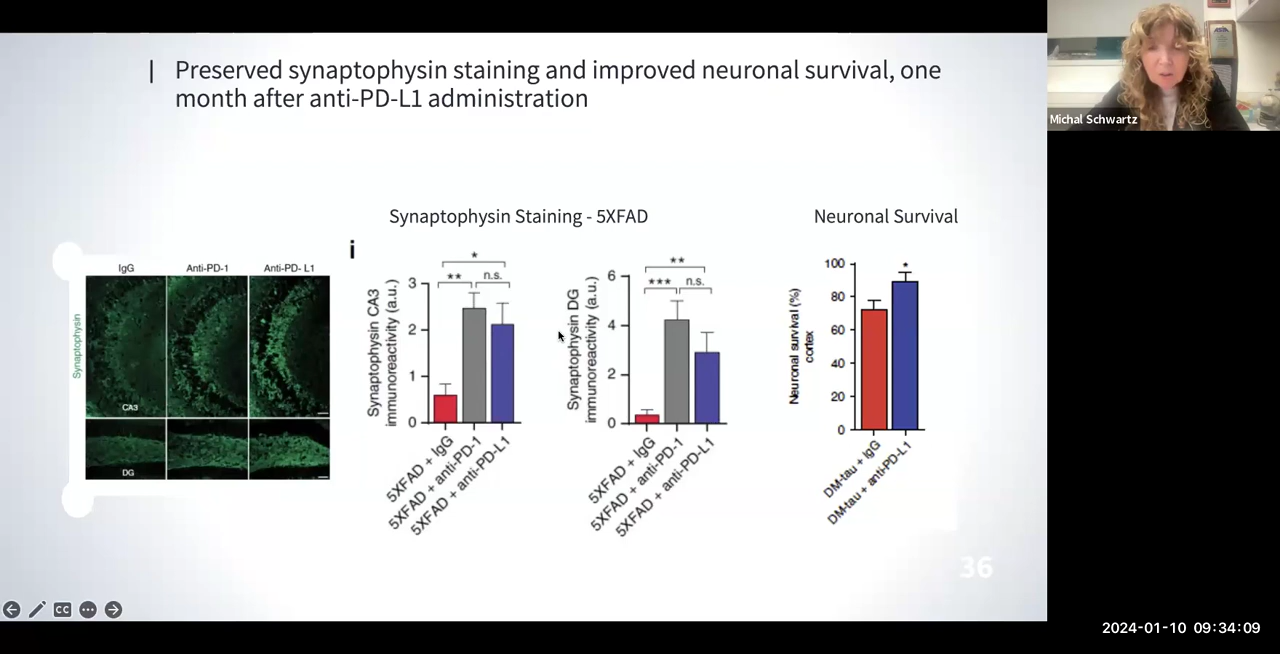 Preserved synaptophysin staining and improved neuronal survival, one
month after anti-PD-L1 administration
Michal Schwartz
Synaptophysin Staining - 5XFAD
Neuronal Survival
i
IgG
Anti-PD-1
Anti-PD- L1
Synaptophysin
CA3
DG
Synaptophysin CA3
immunoreactivity (a.u.)
3
2
1
0
*
**
n.s.
5XFAD + IgG
5XFAD + anti-PD-1
5XFAD + anti-PD-L1
Synaptophysin DG
immunoreactivity (a.u.)
6
4
2
0
**
***
n.s.
5XFAD + IgG
5XFAD + anti-PD-1
5XFAD + anti-PD-L1
Neuronal survival (%)
cortex
100
80
60
40
20
0
*
DM-tau + IgG
DM-tau + anti-PD-L1
36
CC
2024-01-10 09:34:09